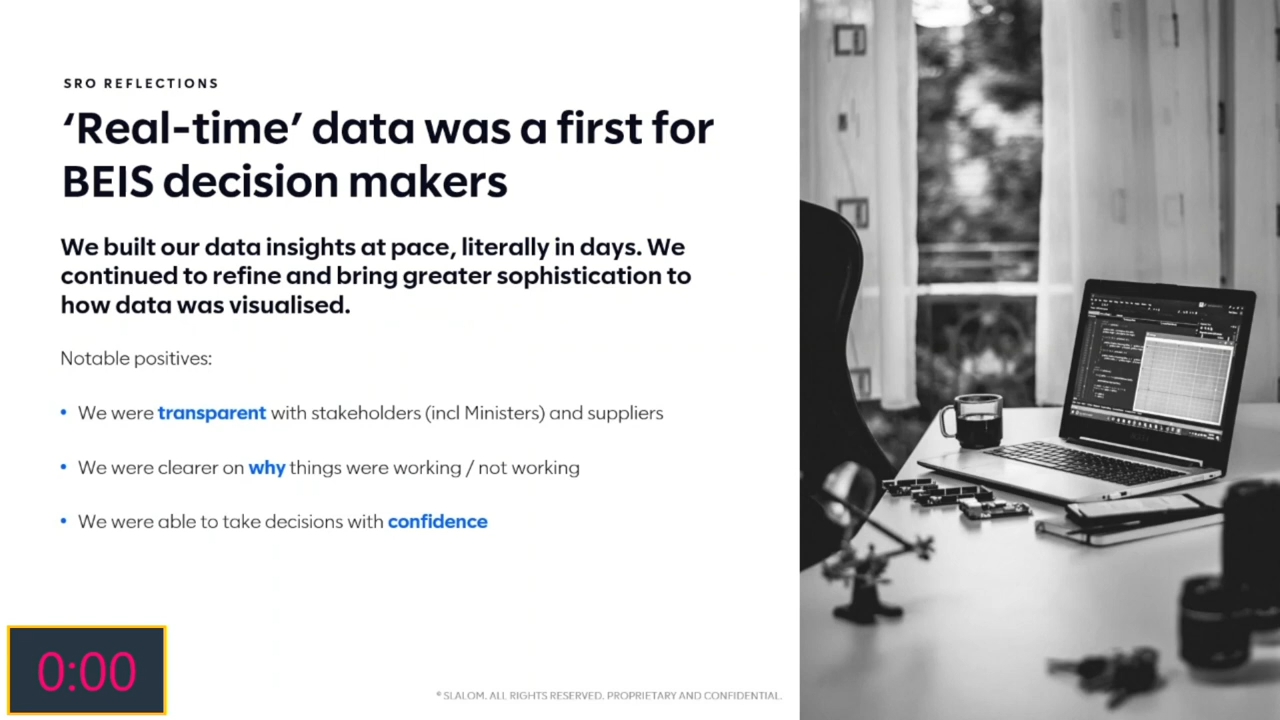 SRO REFLECTIONS
‘Real-time’ data was a first for
BEIS decision makers
We built our data insights at pace, literally in days. We
continued to refine and bring greater sophistication to
how data was visualised.
Notable positives:
• We were transparent with stakeholders (incl Ministers) and suppliers
• We were clearer on why things were working / not working
• We were able to take decisions with confidence
0:00
© SLALOM. ALL RIGHTS RESERVED. PROPRIETARY AND CONFIDENTIAL.